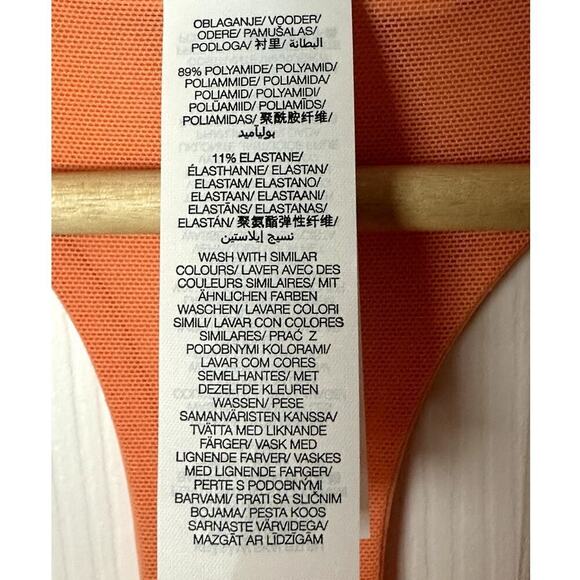 OBLAGANJE/ VOODER/
ODERE/ PAMUŠALAS/
PODLOGA/ 衬里/ البطانة/
89% POLYAMIDE/ POLYAMID/
POLIAMMIDE/ POLIAMIDA/
POLIAMID/ POLYAMIDI/
POLÜAMIID/ POLIAMĪDS/
POLIAMIDAS/ 聚酰胺纤维/
بولياميد
11% ELASTANE/
ÉLASTHANNE/ ELASTAN/
ELASTAM/ ELASTANO/
ELASTAAN/ ELASTAANI/
ELASTĀNS/ ELASTANAS/
ELASTÁN/ 聚氨酯弹性纤维/
نسيج إيلاستين/
WASH WITH SIMILAR
COLOURS/ LAVER AVEC DES
COULEURS SIMILAIRES/ MIT
ÄHNLICHEN FARBEN
WASCHEN/ LAVARE COLORI
SIMILI/ LAVAR CON COLORES
SIMILARES/ PRAĆ Z
PODOBNYMI KOLORAMI/
LAVAR COM CORES
SEMELHANTES/ MET
DEZELFDE KLEUREN
WASSEN/ PESE
SAMANVÄRISTEN KANSSA/
TVÄTTA MED LIKNANDE
FÄRGER/ VASK MED
LIGNENDE FARVER/ VASKES
MED LIGNENDE FARGER/
PERTE S PODOBNÝMI
BARVAMI/ PRATI SA SLIČNIM
BOJAMA/ PESTA KOOS
SARNASTE VÄRVIDEGA/
MAZGĀT AR LĪDZĪGĀM